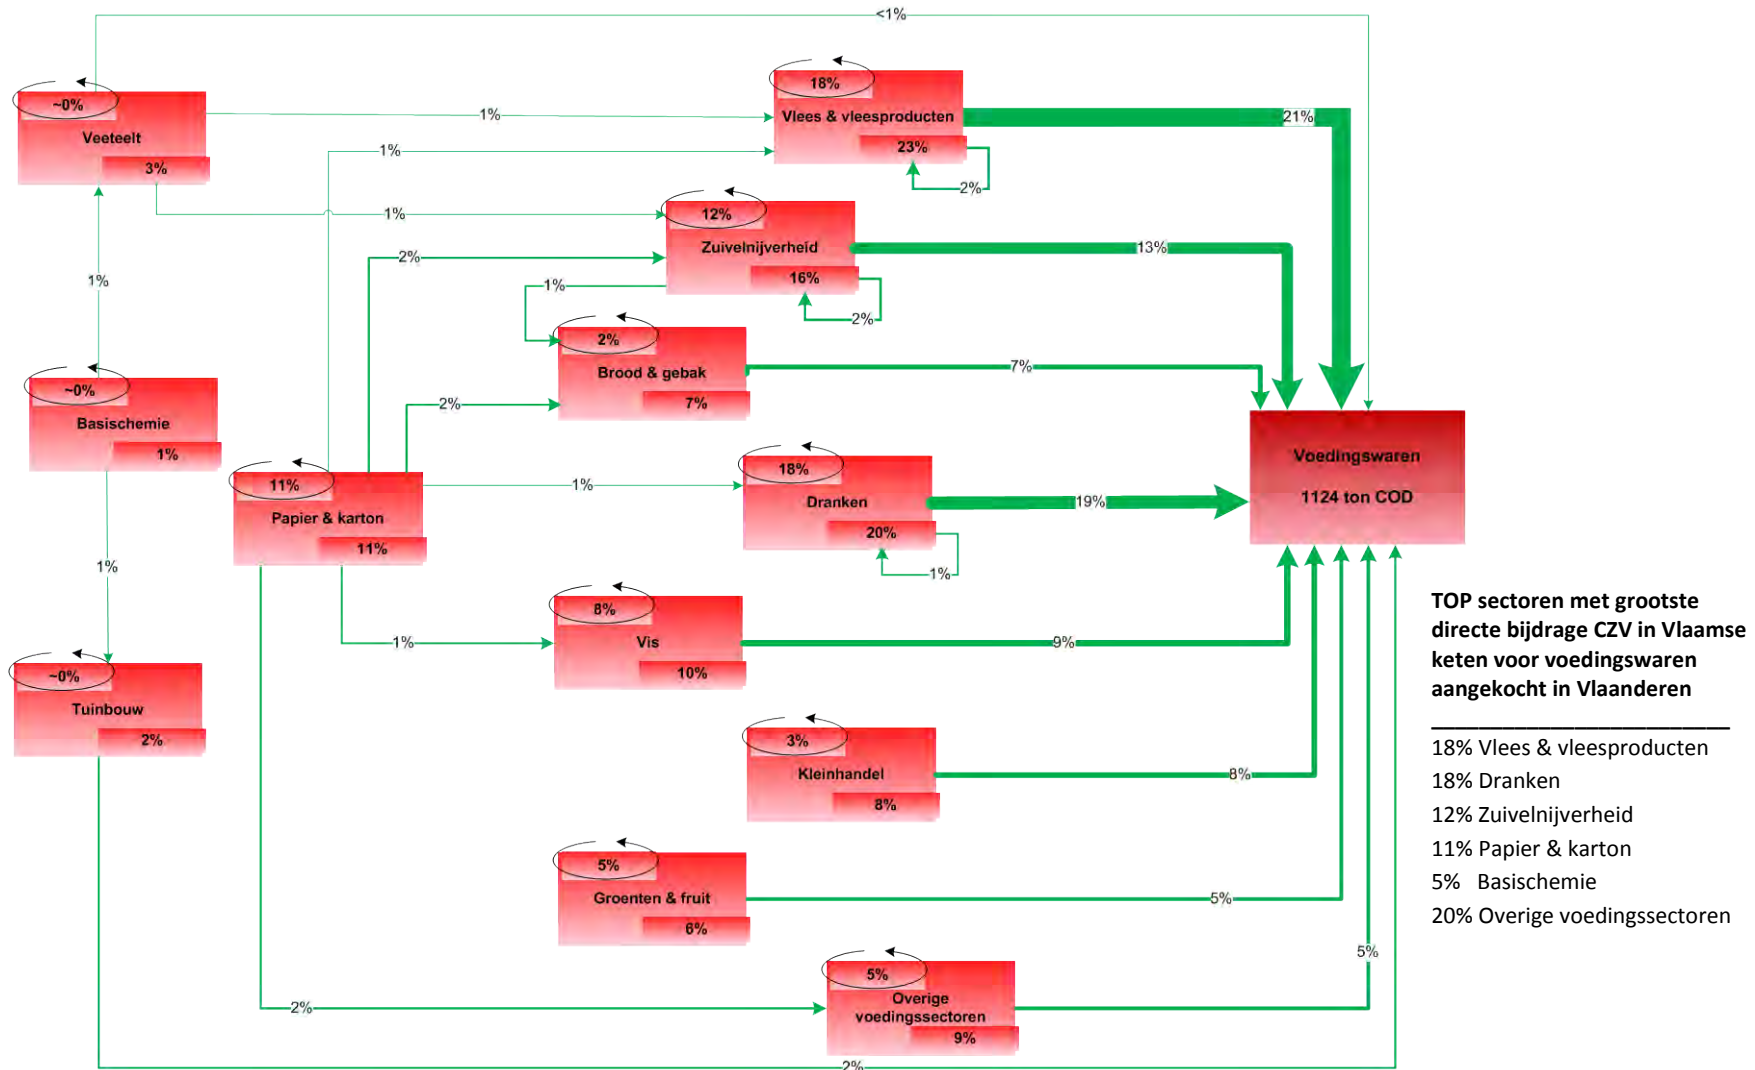 <1%
~0%
Veeteelt
3%
1%
1%
18%
Vlees & vleesproducten
23%
2%
21%
1%
12%
Zuivelnijverheid
16%
2%
13%
2%
1%
1%
2%
Brood & gebak
7%
7%
2%
~0%
Basischemie
1%
11%
Papier & karton
11%
1%
18%
Dranken
20%
1%
19%
Voedingswaren
1124 ton COD
1%
8%
Vis
10%
1%
9%
~0%
Tuinbouw
2%
3%
Kleinhandel
8%
8%
5%
Groenten & fruit
6%
5%
5%
Overige
voedingssectoren
9%
2%
5%
2%
TOP sectoren met grootste
directe bijdrage CZV in Vlaamse
keten voor voedingswaren
aangekocht in Vlaanderen
18% Vlees & vleesproducten
18% Dranken
12% Zuivelnijverheid
11% Papier & karton
5% Basischemie
20% Overige voedingssectoren